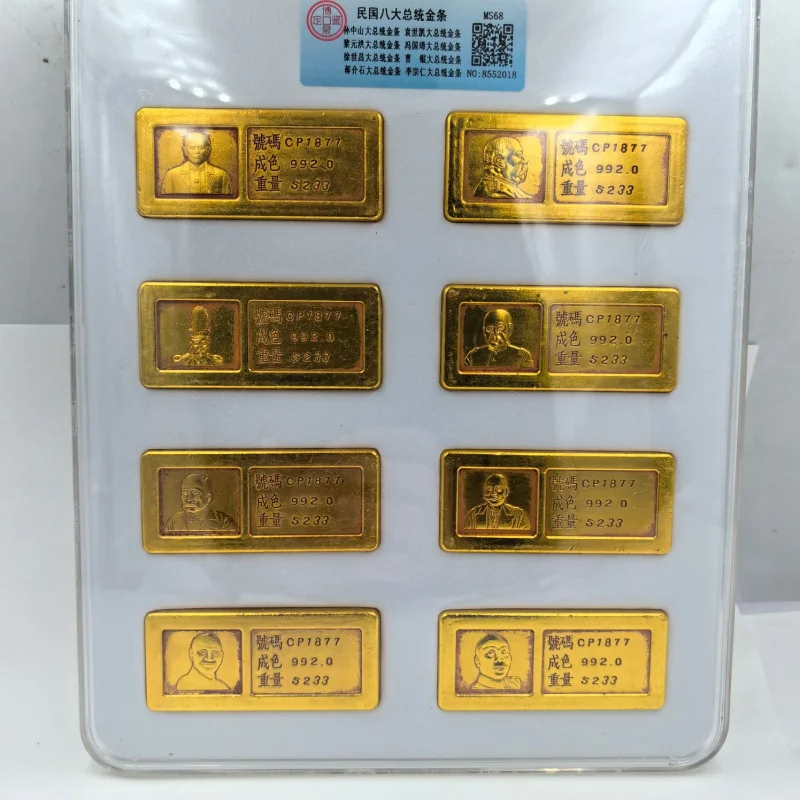 民国八大总统金条
MS68
孙中山大总统金条 袁世凯大总统金条
黎元洪大总统金条 冯国璋大总统金条
徐世昌大总统金条 曹 锟大总统金条
蒋介石大总统金条 李宗仁大总统金条 NO:8552018
號碼 CP1877
成色 992.0
重量 S233
號碼 CP1877
成色 992.0
重量 S233
號碼 CP1877
成色 992.0
重量 S233
號碼 CP1877
成色 992.0
重量 S233
號碼 CP1877
成色 992.0
重量 S233
號碼 CP1877
成色 992.0
重量 S233
號碼 CP1877
成色 992.0
重量 S233
號碼 CP1877
成色 992.0
重量 S233